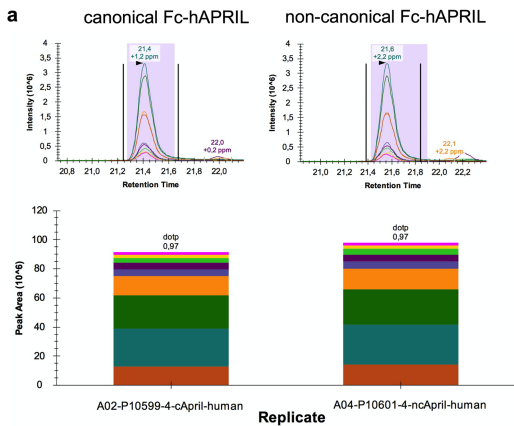 a
canonical Fc-hAPRIL
non-canonical Fc-hAPRIL
Intensity (10^6)
4
3,5
3
2,5
2
1,5
1
0,5
0
21,4
+1,2 ppm
22,0
+0,2 ppm
20,8 21,0 21,2 21,4 21,6 21,8 22,0
Retention Time
Intensity (10^6)
4
3,5
3
2,5
2
1,5
1
0,5
0
21,6
+2,2 ppm
22,1
+2,2 ppm
21,0 21,2 21,4 21,6 21,8 22,0 22,2
Retention Time
Peak Area (10^6)
120
100
80
60
40
20
0
dotp
0,97
dotp
0,97
A02-P10599-4-cApril-human
A04-P10601-4-ncApril-human
Replicate